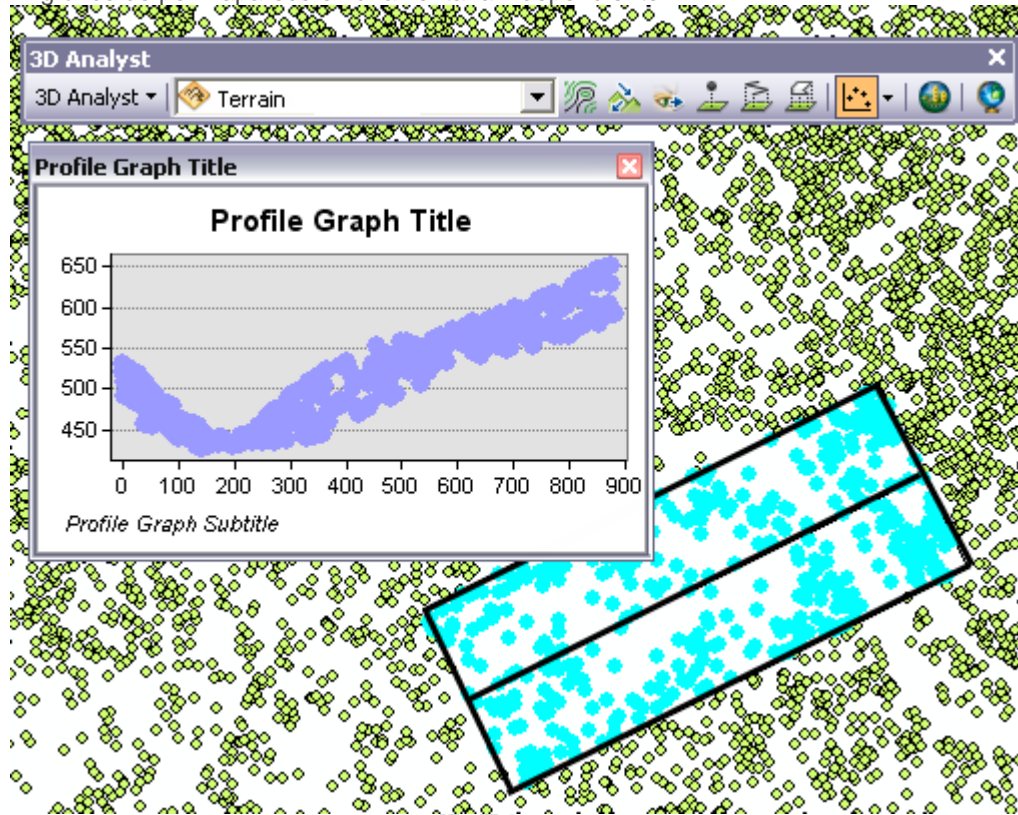 3D Analyst
3D Analyst
Terrain
Profile Graph Title
Profile Graph Title
650
600
550
500
450
0 100 200 300 400 500 600 700 800 900
Profile Graph Subtitle